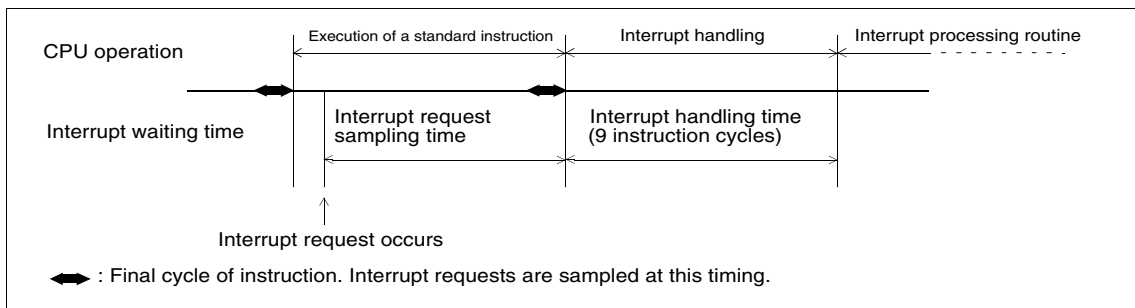 CPU operation
Execution of a standard instruction
Interrupt handling
Interrupt processing routine
Interrupt waiting time
Interrupt request
sampling time
Interrupt handling time
(9 instruction cycles)
Interrupt request occurs
: Final cycle of instruction. Interrupt requests are sampled at this timing.